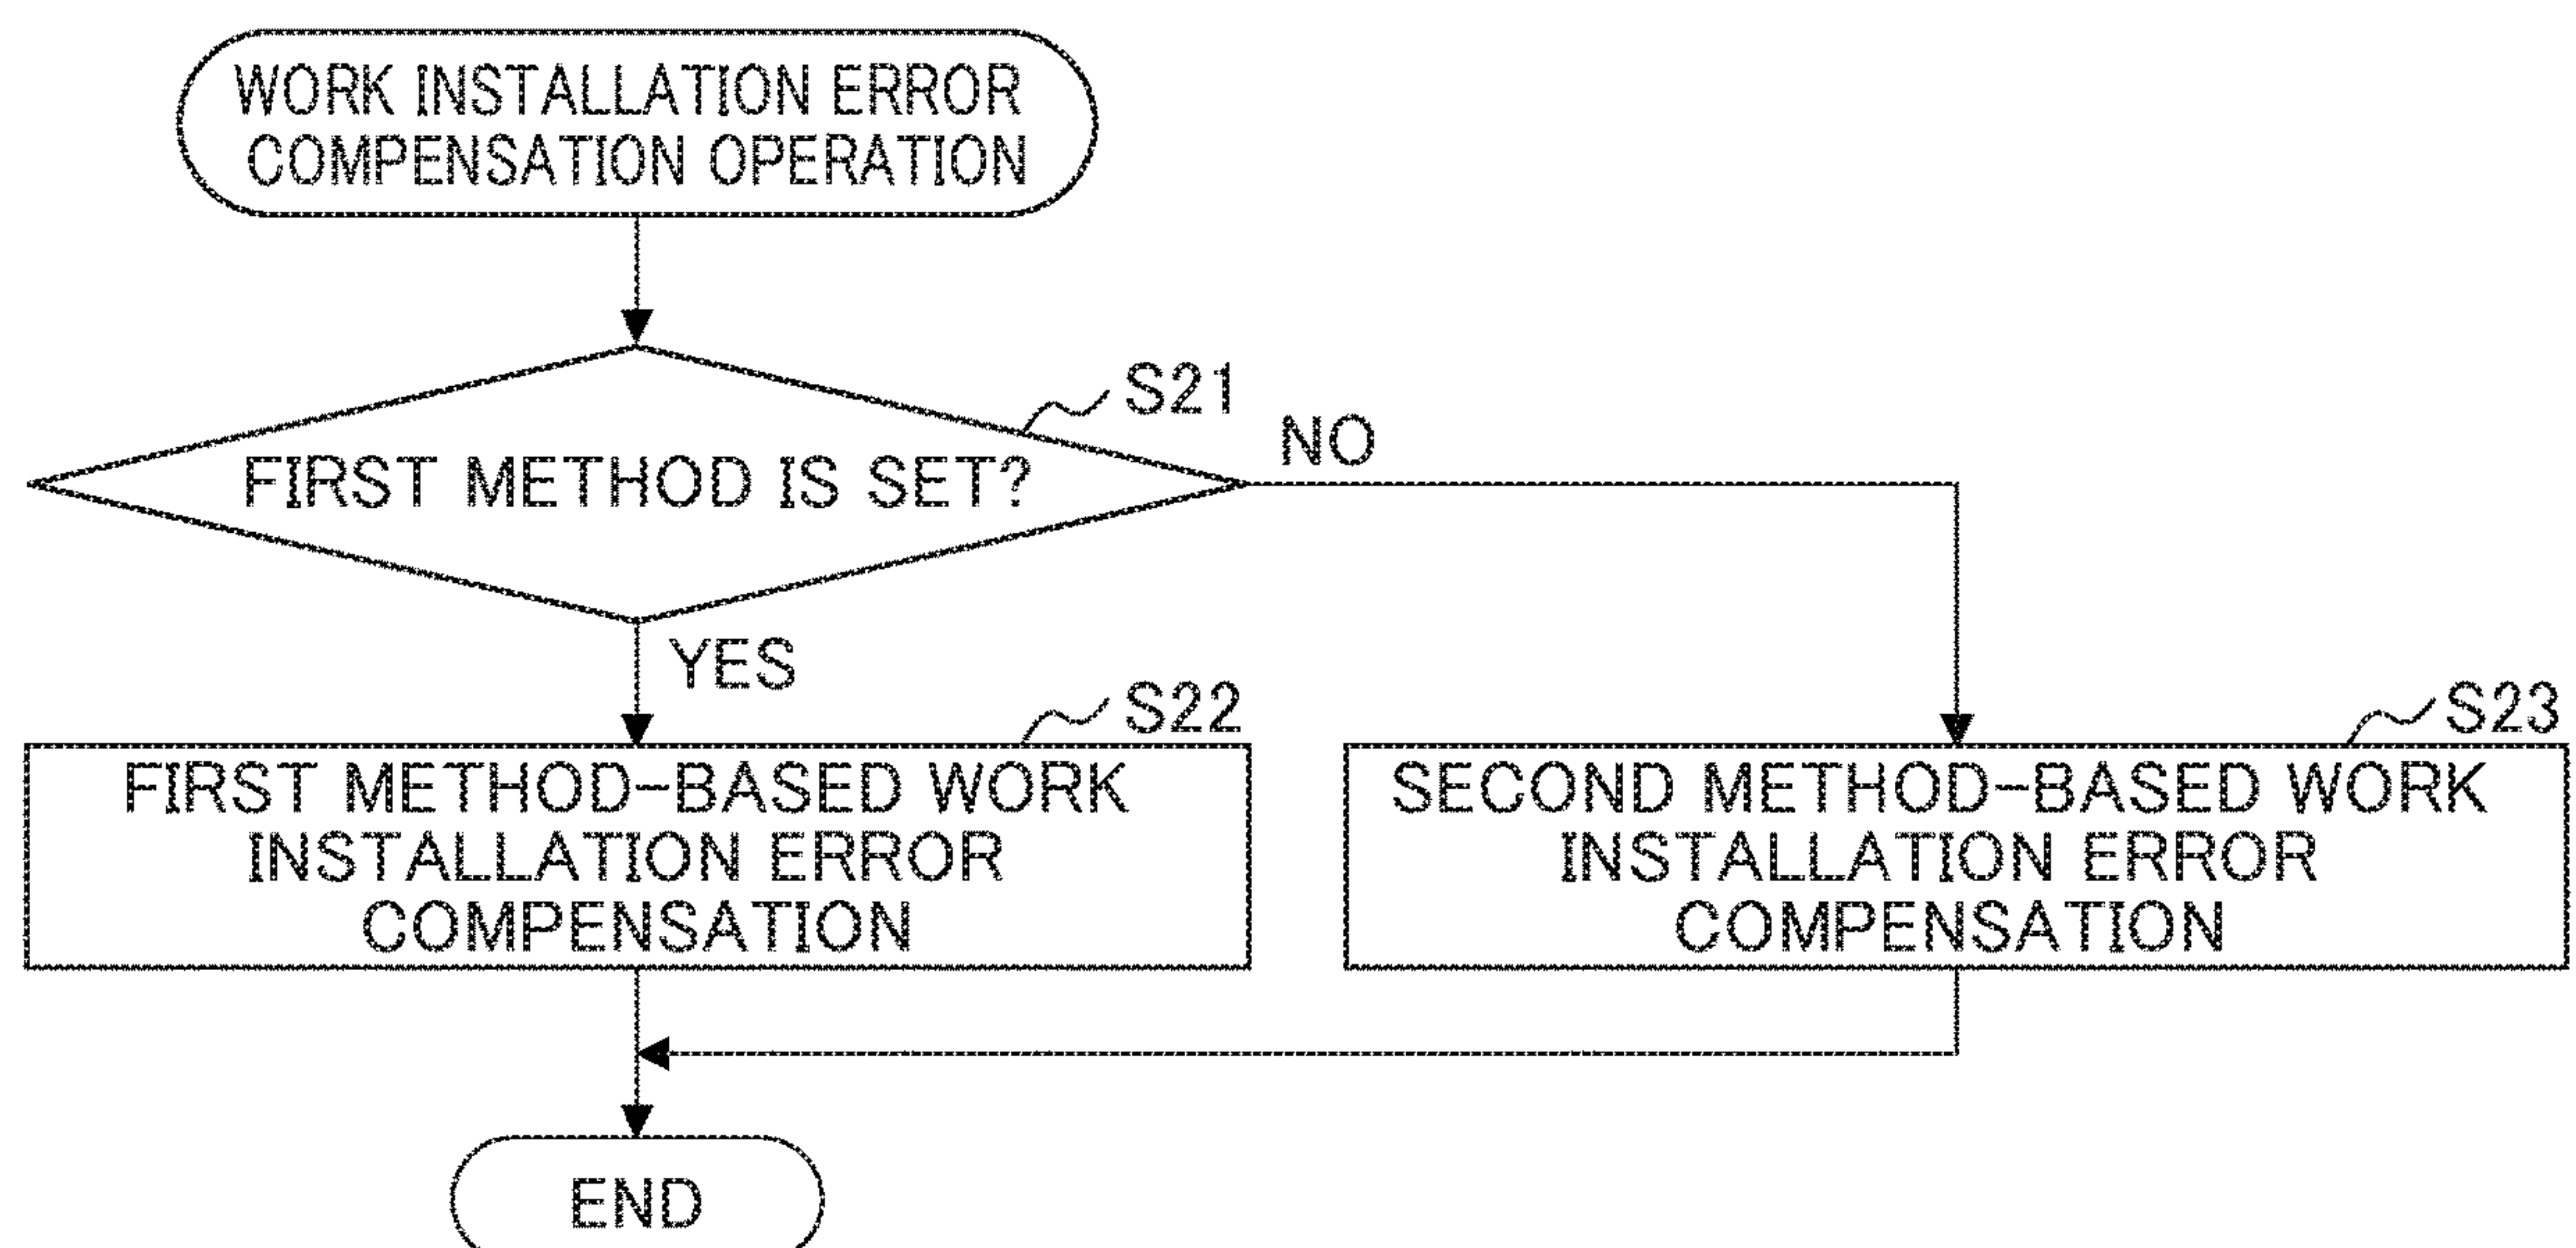 WORK INSTALLATION ERROR
COMPENSATION OPERATION
S21
FIRST METHOD IS SET?
NO
YES
S22
FIRST METHOD-BASED WORK
INSTALLATION ERROR
COMPENSATION
S23
SECOND METHOD-BASED WORK
INSTALLATION ERROR
COMPENSATION
END